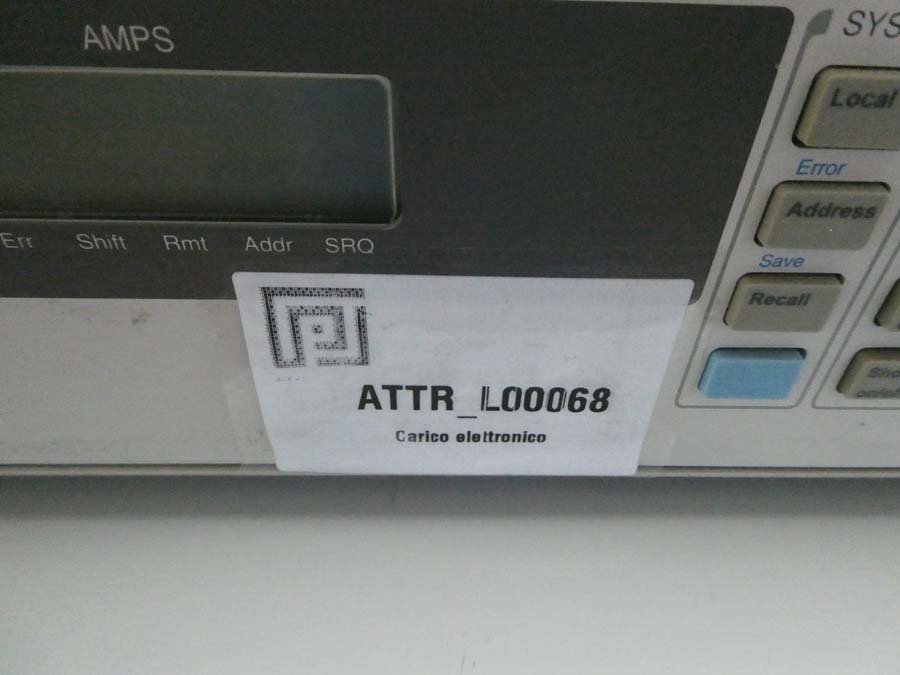 AMPS
SYS
Local
Error
Address
Err Shift Rmt Addr SRQ
Save
Recall
ATTR_L00068
Carico elettronico